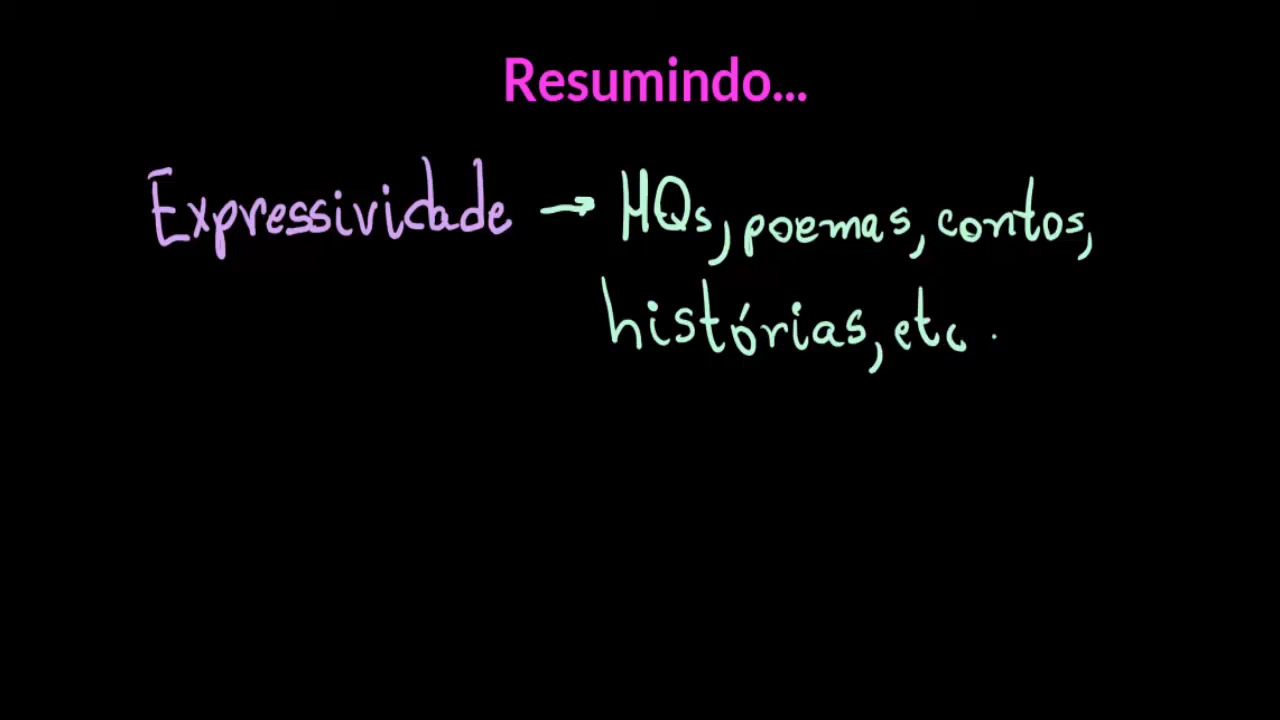 Resumindo...
Expressividade → HQs, poemas, contos,
histórias, etc.